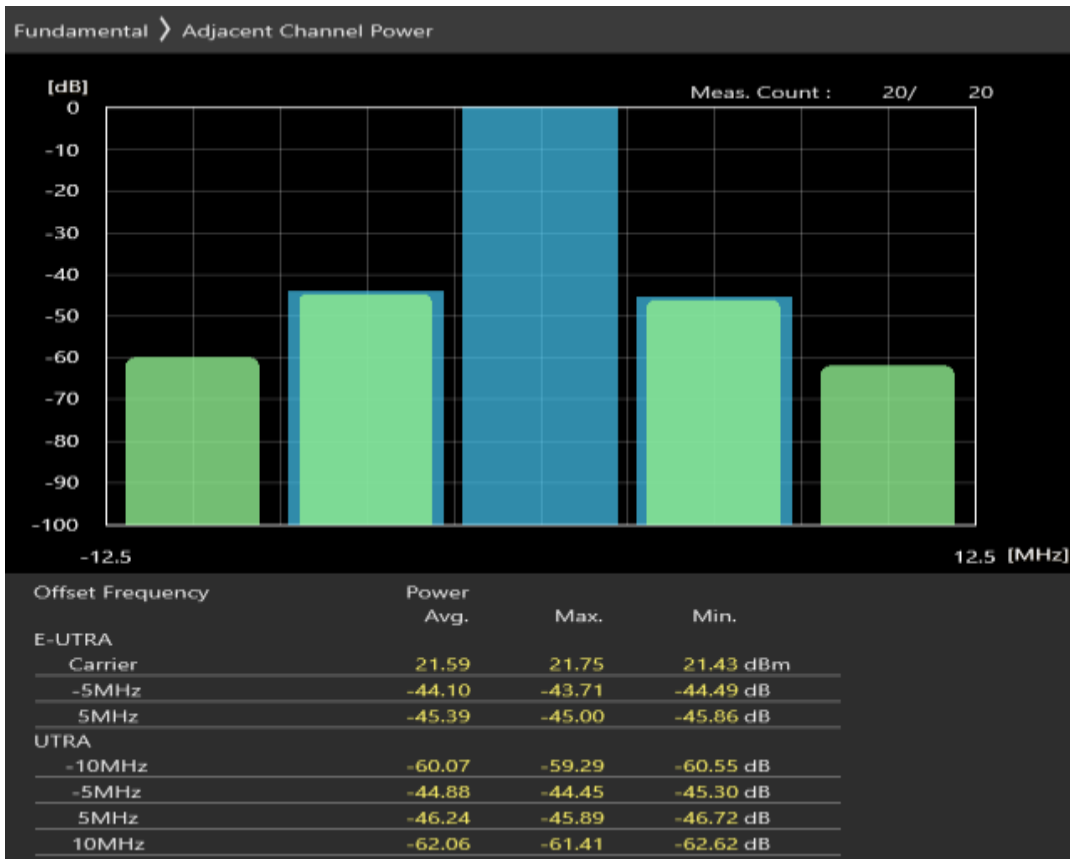 Fundamental 〉 Adjacent Channel Power
[dB]
Meas. Count : 20/ 20
0
-10
-20
-30
-40
-50
-60
-70
-80
-90
-100
-12.5 12.5 [MHz]
Offset Frequency Power
Avg. Max. Min.
E-UTRA
Carrier 21.59 21.75 21.43 dBm
-5MHz -44.10 -43.71 -44.49 dB
5MHz -45.39 -45.00 -45.86 dB
UTRA
-10MHz -60.07 -59.29 -60.55 dB
-5MHz -44.88 -44.45 -45.30 dB
5MHz -46.24 -45.89 -46.72 dB
10MHz -62.06 -61.41 -62.62 dB